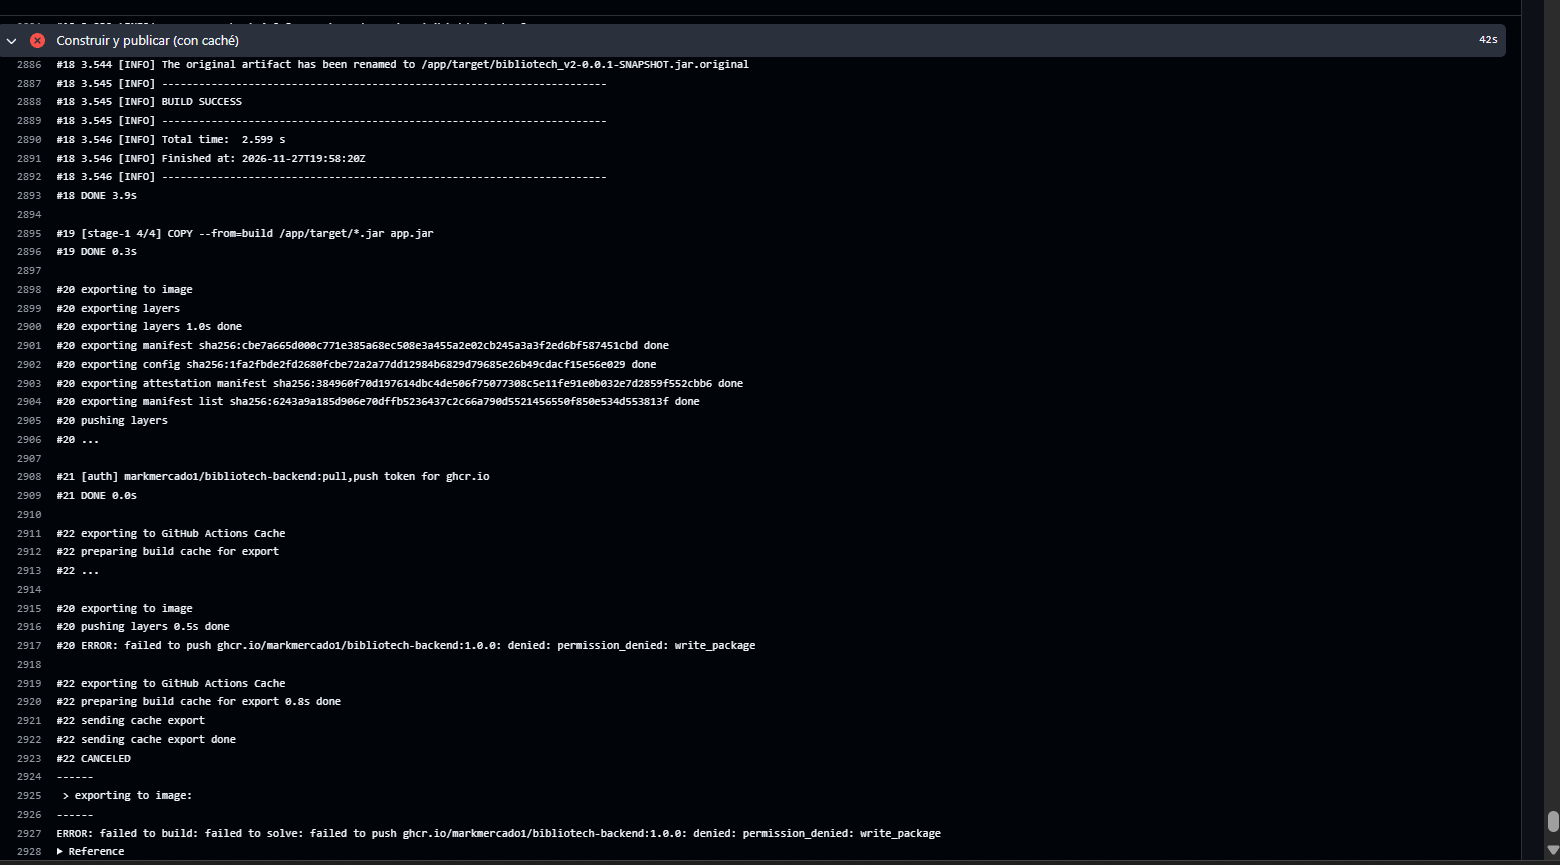 Construir y publicar (con caché)
42s
2886 #18 3.544 [INFO] The original artifact has been renamed to /app/target/bibliotech_v2-0.0.1-SNAPSHOT.jar.original
2887 #18 3.545 [INFO] ------------------------------------------------------------------------
2888 #18 3.545 [INFO] BUILD SUCCESS
2889 #18 3.545 [INFO] ------------------------------------------------------------------------
2890 #18 3.546 [INFO] Total time:  2.599 s
2891 #18 3.546 [INFO] Finished at: 2026-11-27T19:58:20Z
2892 #18 3.546 [INFO] ------------------------------------------------------------------------
2893 #18 DONE 3.9s
2894
2895 #19 [stage-1 4/4] COPY --from=build /app/target/*.jar app.jar
2896 #19 DONE 0.3s
2897
2898 #20 exporting to image
2899 #20 exporting layers
2900 #20 exporting layers 1.0s done
2901 #20 exporting manifest sha256:cbe7a665d000c771e385a68ec508e3a455a2e02cb245a3a3f2ed6bf587451cbd done
2902 #20 exporting config sha256:1fa2fbde2fd2680fcbe72a2a77dd12984b6829d79685e26b49cdacf15e56e029 done
2903 #20 exporting attestation manifest sha256:384960f70d197614dbc4de506f75077308c5e11fe91e0b032e7d2859f552cbb6 done
2904 #20 exporting manifest list sha256:6243a9a185d906e70dffb5236437c2c66a790d5521456550f850e534d553813f done
2905 #20 pushing layers
2906 #20 ...
2907
2908 #21 [auth] markmercado1/bibliotech-backend:pull,push token for ghcr.io
2909 #21 DONE 0.0s
2910
2911 #22 exporting to GitHub Actions Cache
2912 #22 preparing build cache for export
2913 #22 ...
2914
2915 #20 exporting to image
2916 #20 pushing layers 0.5s done
2917 #20 ERROR: failed to push ghcr.io/markmercado1/bibliotech-backend:1.0.0: denied: permission_denied: write_package
2918
2919 #22 exporting to GitHub Actions Cache
2920 #22 preparing build cache for export 0.8s done
2921 #22 sending cache export
2922 #22 sending cache export done
2923 #22 CANCELED
2924 ------
2925  > exporting to image:
2926 ------
2927 ERROR: failed to build: failed to solve: failed to push ghcr.io/markmercado1/bibliotech-backend:1.0.0: denied: permission_denied: write_package
2928 ▶ Reference